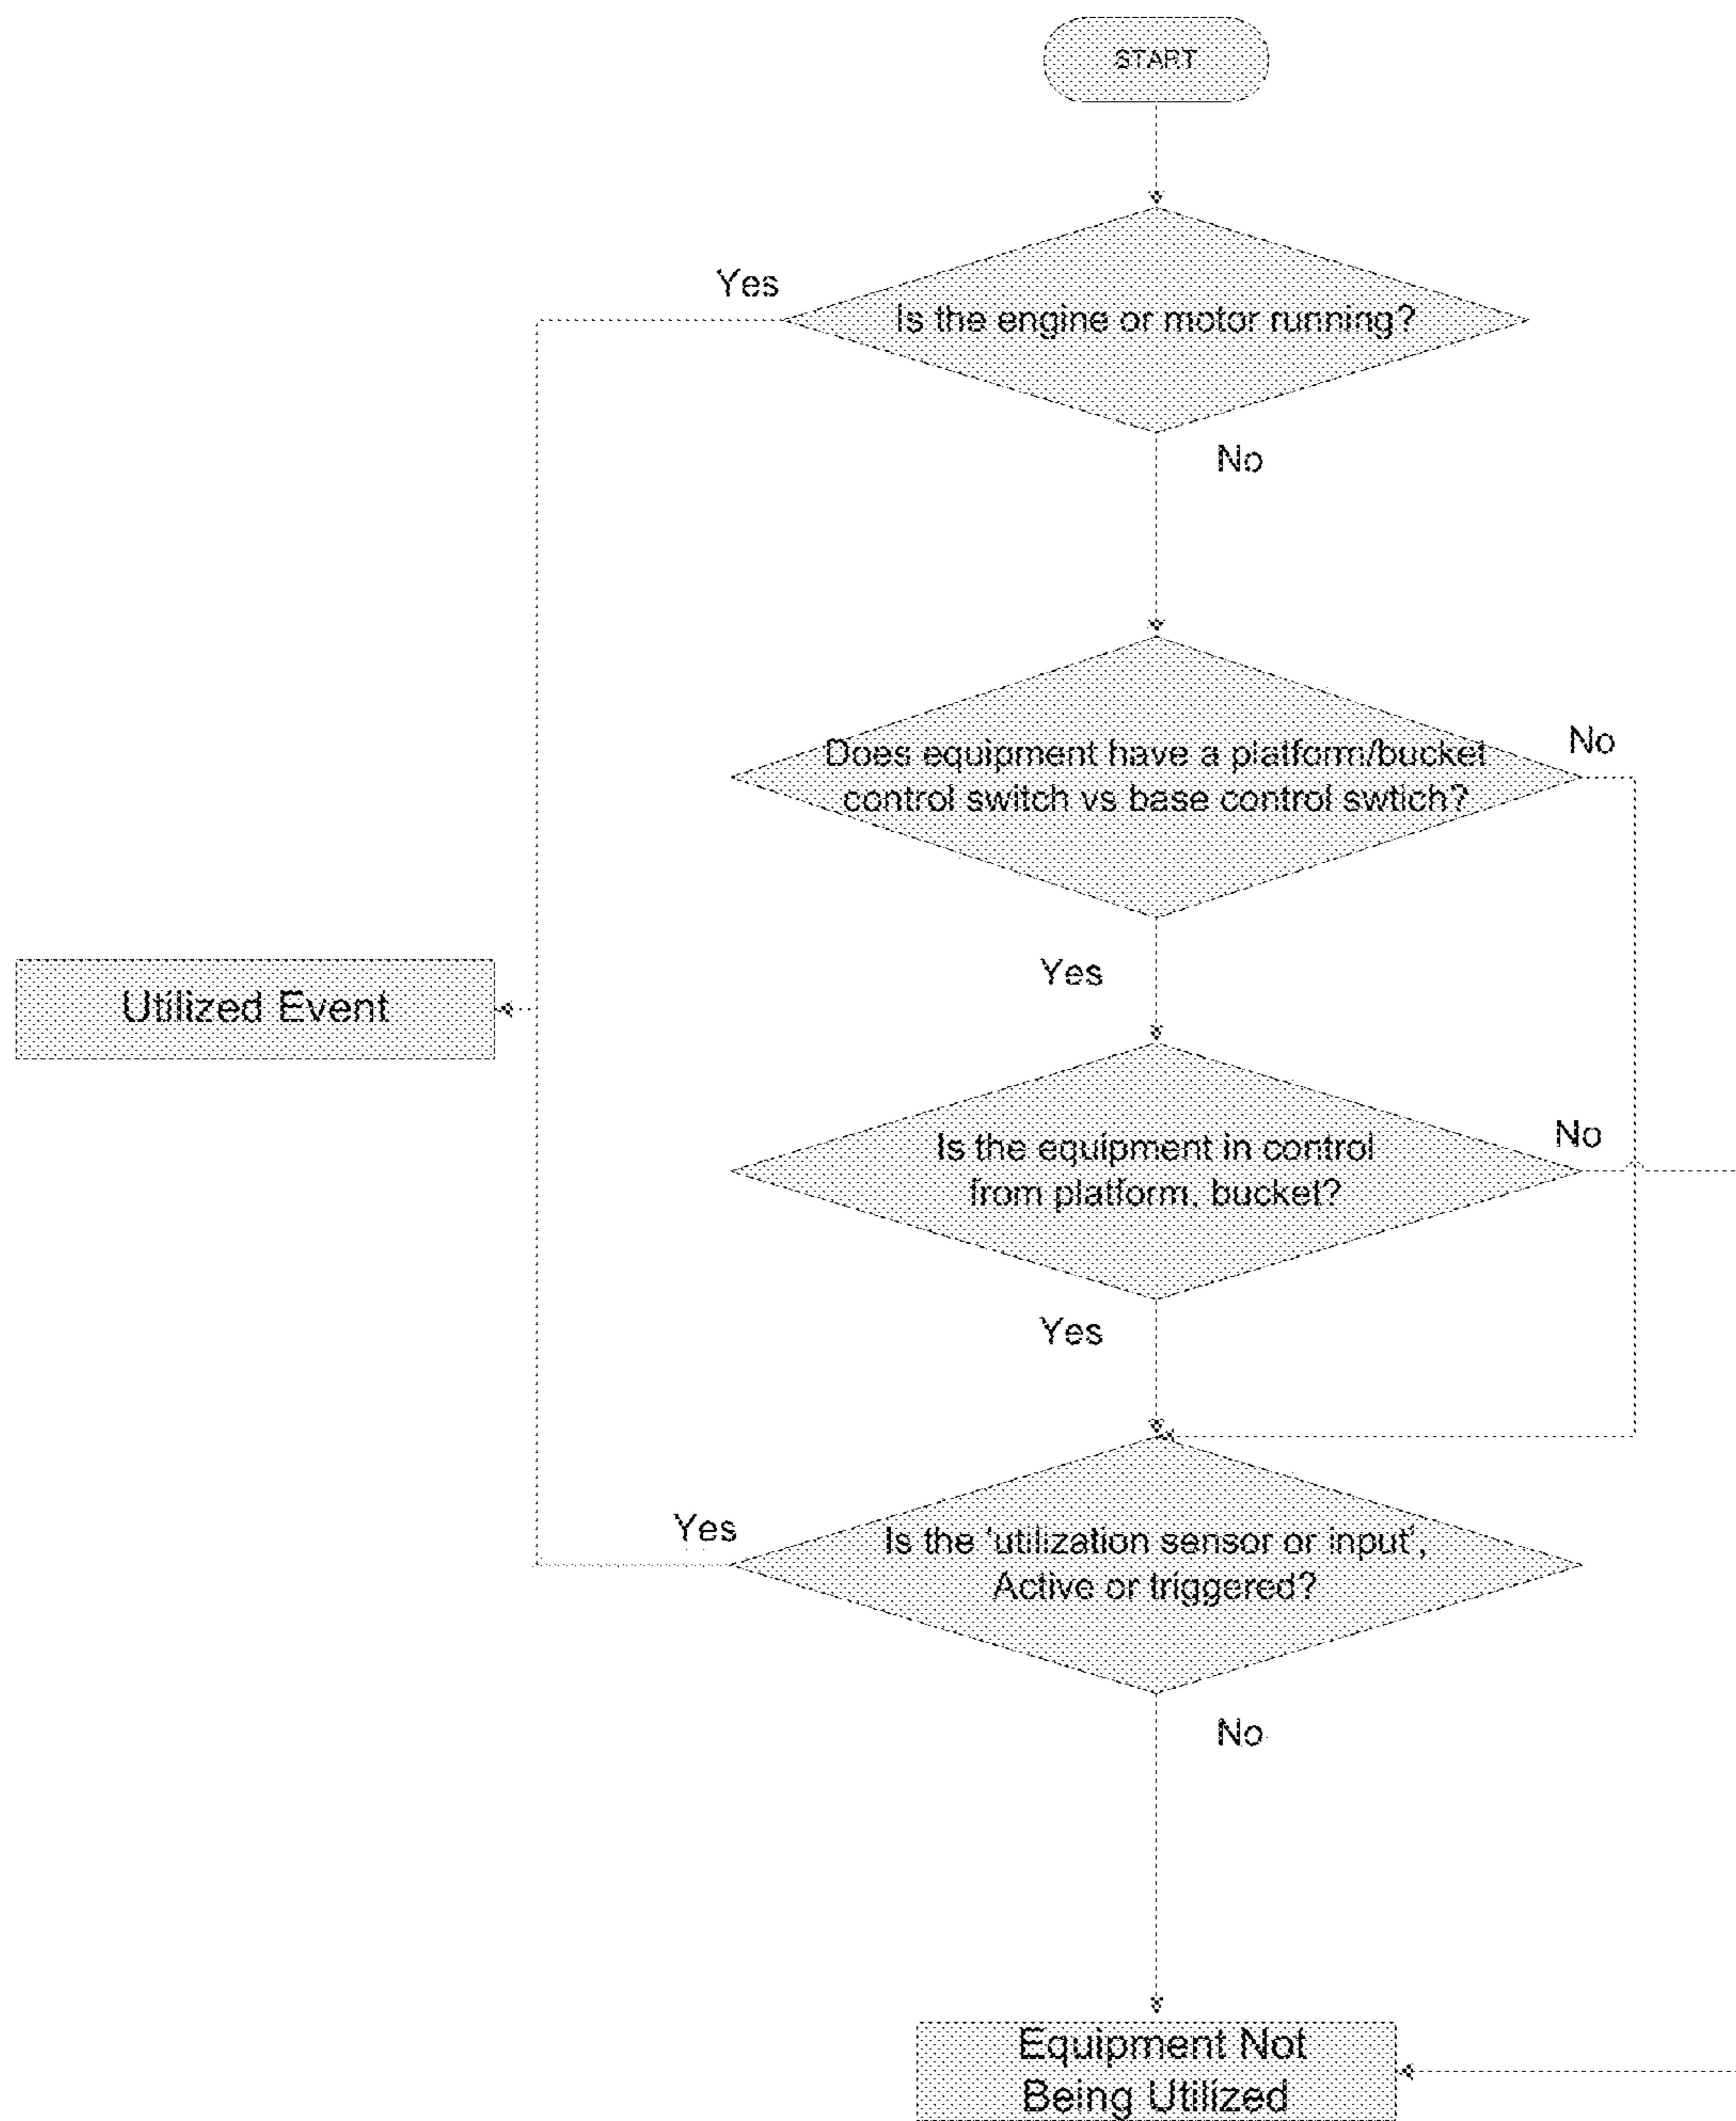 START
Yes
Is the engine or motor running?
No
Does equipment have a platform/bucket
control switch vs base control swtich?
No
Yes
Utilized Event
Is the equipment in control
from platform, bucket?
No
Yes
Yes
Is the 'utilization sensor or input',
Active or triggered?
No
Equipment Not
Being Utilized